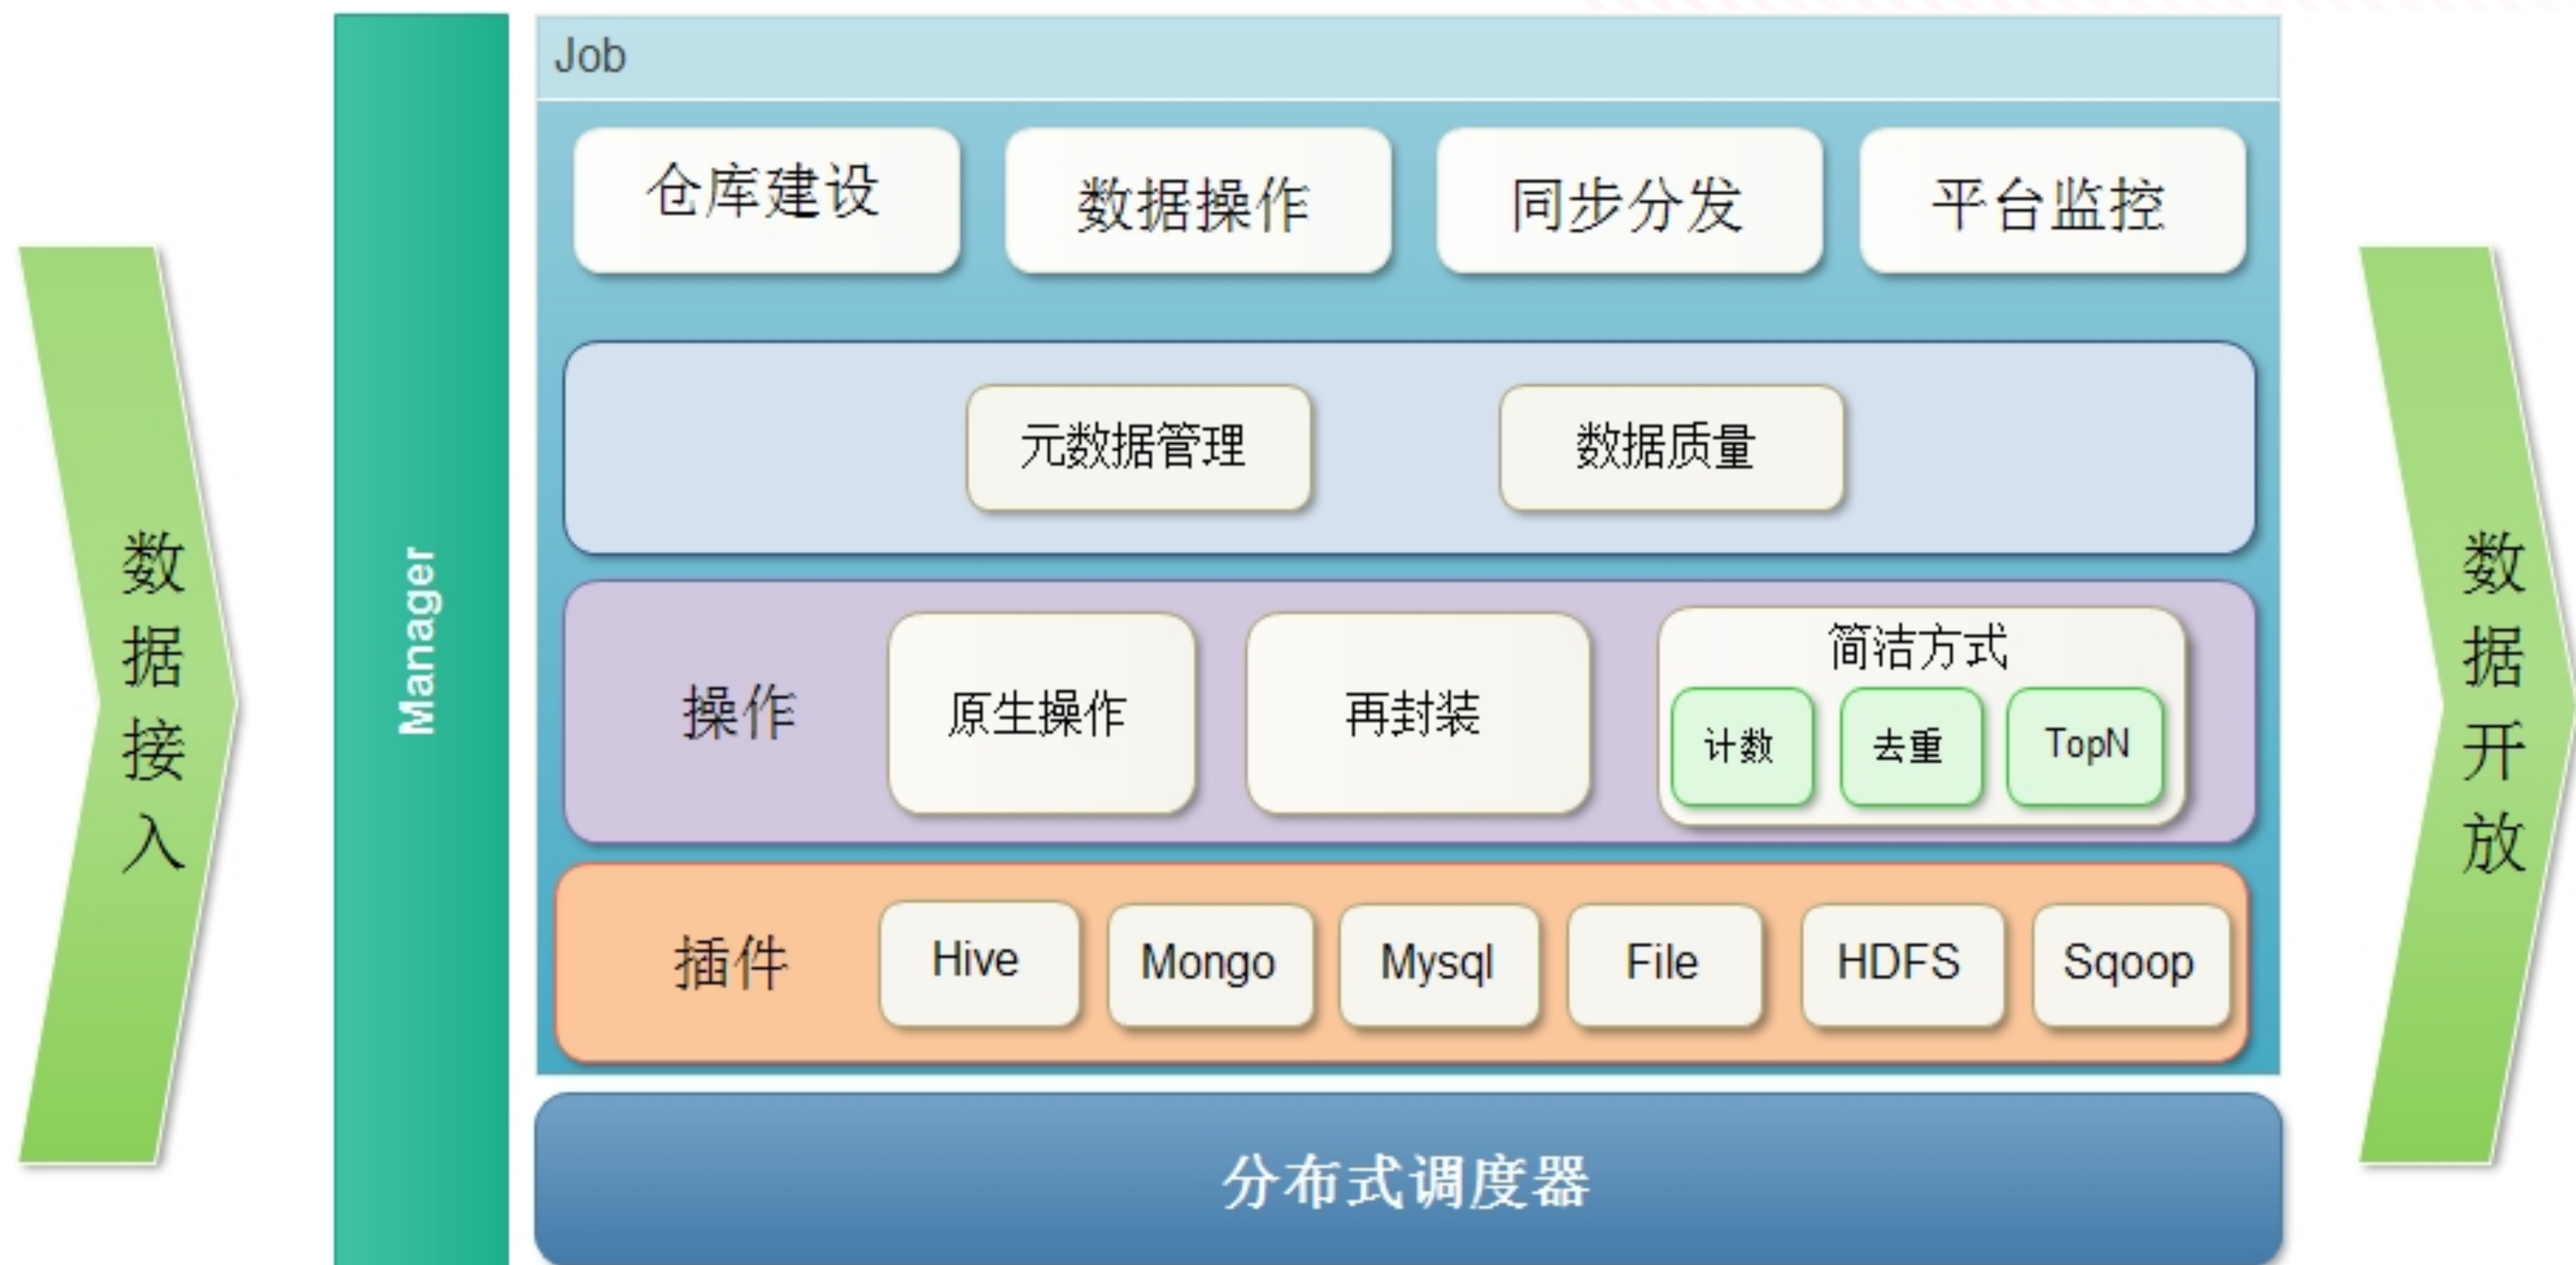 Job
仓库建设
数据操作
同步分发
平台监控
元数据管理
数据质量
数据接入
Manager
操作
原生操作
再封装
简洁方式
计数
去重
TopN
数据开放
插件
Hive
Mongo
Mysql
File
HDFS
Sqoop
分布式调度器